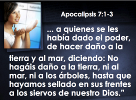 Apocalipsis 7:1-3
... a quienes se les
había dado el poder,
de hacer daño a la
tierra y al mar, diciendo: No
hagáis daño a la tierra, ni al
mar, ni a los árboles, hasta que
hayamos sellado en sus frentes
a los siervos de nuestro Dios."